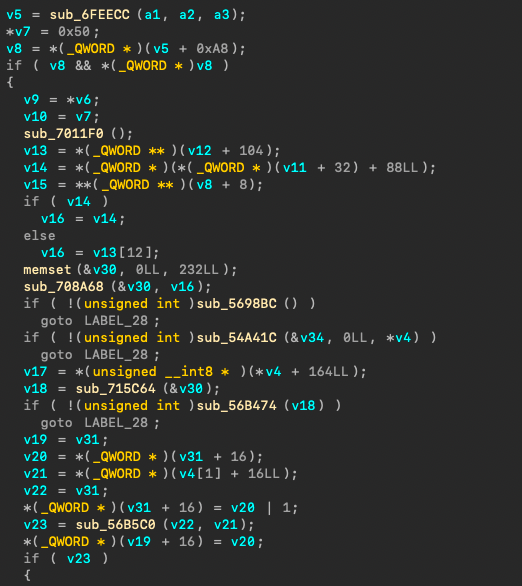 v5 = sub_6FEECC (a1, a2, a3);
*v7 = 0x50;
v8 = *(_QWORD *)(v5 + 0xA8);
if ( v8 && *(_QWORD *)v8 )
{
v9 = *v6;
v10 = v7;
sub_7011F0 ();
v13 = *(_QWORD **)(v12 + 104);
v14 = *(_QWORD *)(*(_QWORD *)(v11 + 32) + 88LL);
v15 = **(_QWORD **)(v8 + 8);
if ( v14 )
v16 = v14;
else
v16 = v13[12];
memset(&v30, 0LL, 232LL);
sub_708A68 (&v30, v16);
if ( !(unsigned int )sub_5698BC () )
goto LABEL_28 ;
if ( !(unsigned int )sub_54A41C (&v34, 0LL, *v4) )
goto LABEL_28 ;
v17 = *(unsigned __int8 * )(*v4 + 164LL);
v18 = sub_715C64 (&v30);
if ( !(unsigned int )sub_56B474 (v18) )
goto LABEL_28 ;
v19 = v31;
v20 = *(_QWORD *)(v31 + 16);
v21 = *(_QWORD *)(v4[1] + 16LL);
v22 = v31;
*(_QWORD *)(v31 + 16) = v20 | 1;
v23 = sub_56B5C0 (v22, v21);
*(_QWORD *)(v19 + 16) = v20;
if ( v23 )
{